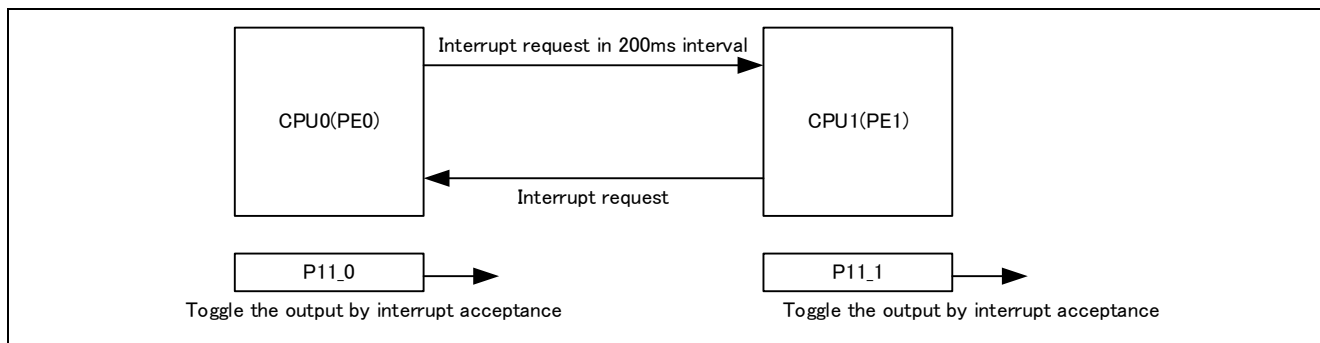 Interrupt request in 200ms interval
CPU0(PE0)
CPU1(PE1)
Interrupt request
P11_0
P11_1
Toggle the output by interrupt acceptance
Toggle the output by interrupt acceptance